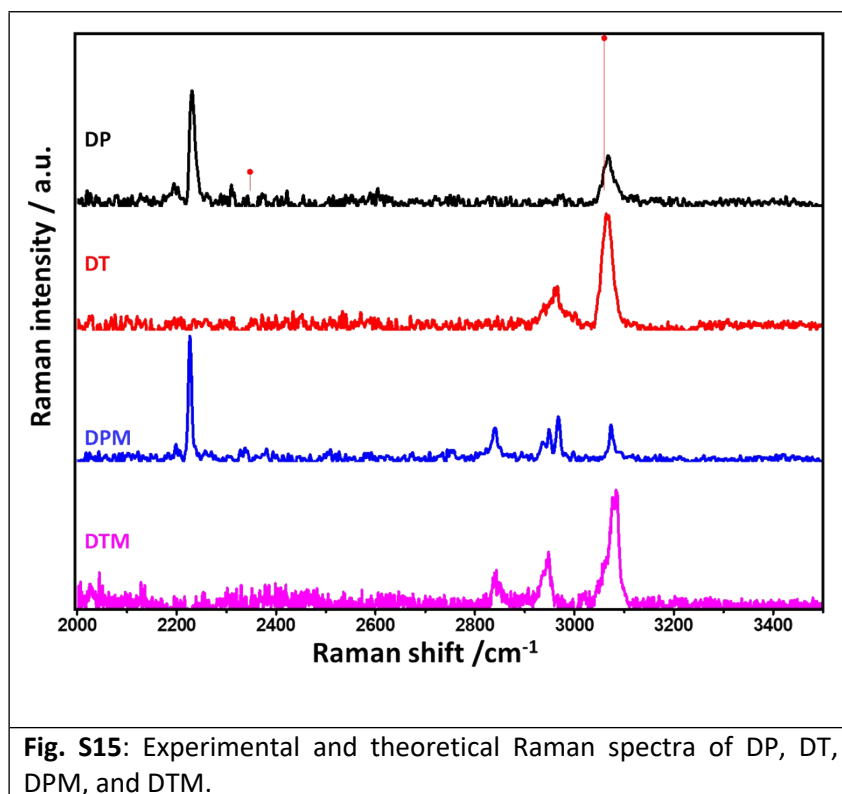 DP
DT
DPM
DTM
Raman intensity / a.u.
2000 2200 2400 2600 2800 3000 3200 3400
Raman shift /cm⁻¹
Fig. S15: Experimental and theoretical Raman spectra of DP, DT,
DPM, and DTM.